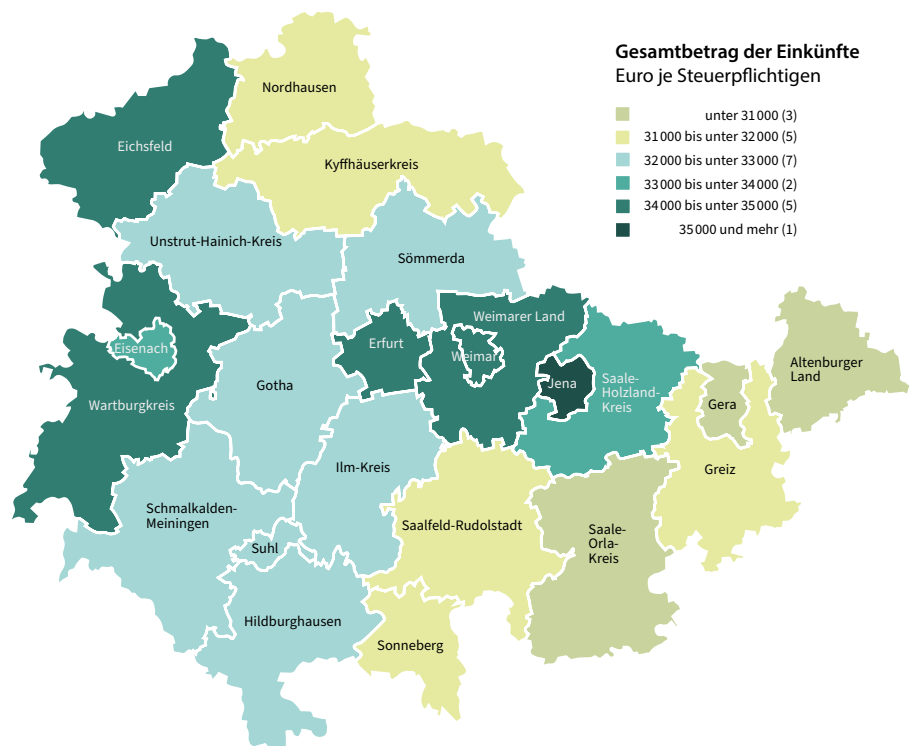 Gesamtbetrag der Einkünfte
Euro je Steuerpflichtigen
unter 31 000 (3)
31 000 bis unter 32 000 (5)
32 000 bis unter 33 000 (7)
33 000 bis unter 34 000 (2)
34 000 bis unter 35 000 (5)
35 000 und mehr (1)
Nordhausen
Eichsfeld
Kyffhäuserkreis
Unstrut-Hainich-Kreis
Sömmerda
Weimarer Land
Eisenach
Erfurt
Weimar
Wartburgkreis
Gotha
Jena
Saale-
Holzland-
Kreis
Altenburger
Land
Gera
Greiz
Ilm-Kreis
Schmalkalden-
Meiningen
Saalfeld-Rudolstadt
Saale-
Orla-
Kreis
Suhl
Hildburghausen
Sonneberg